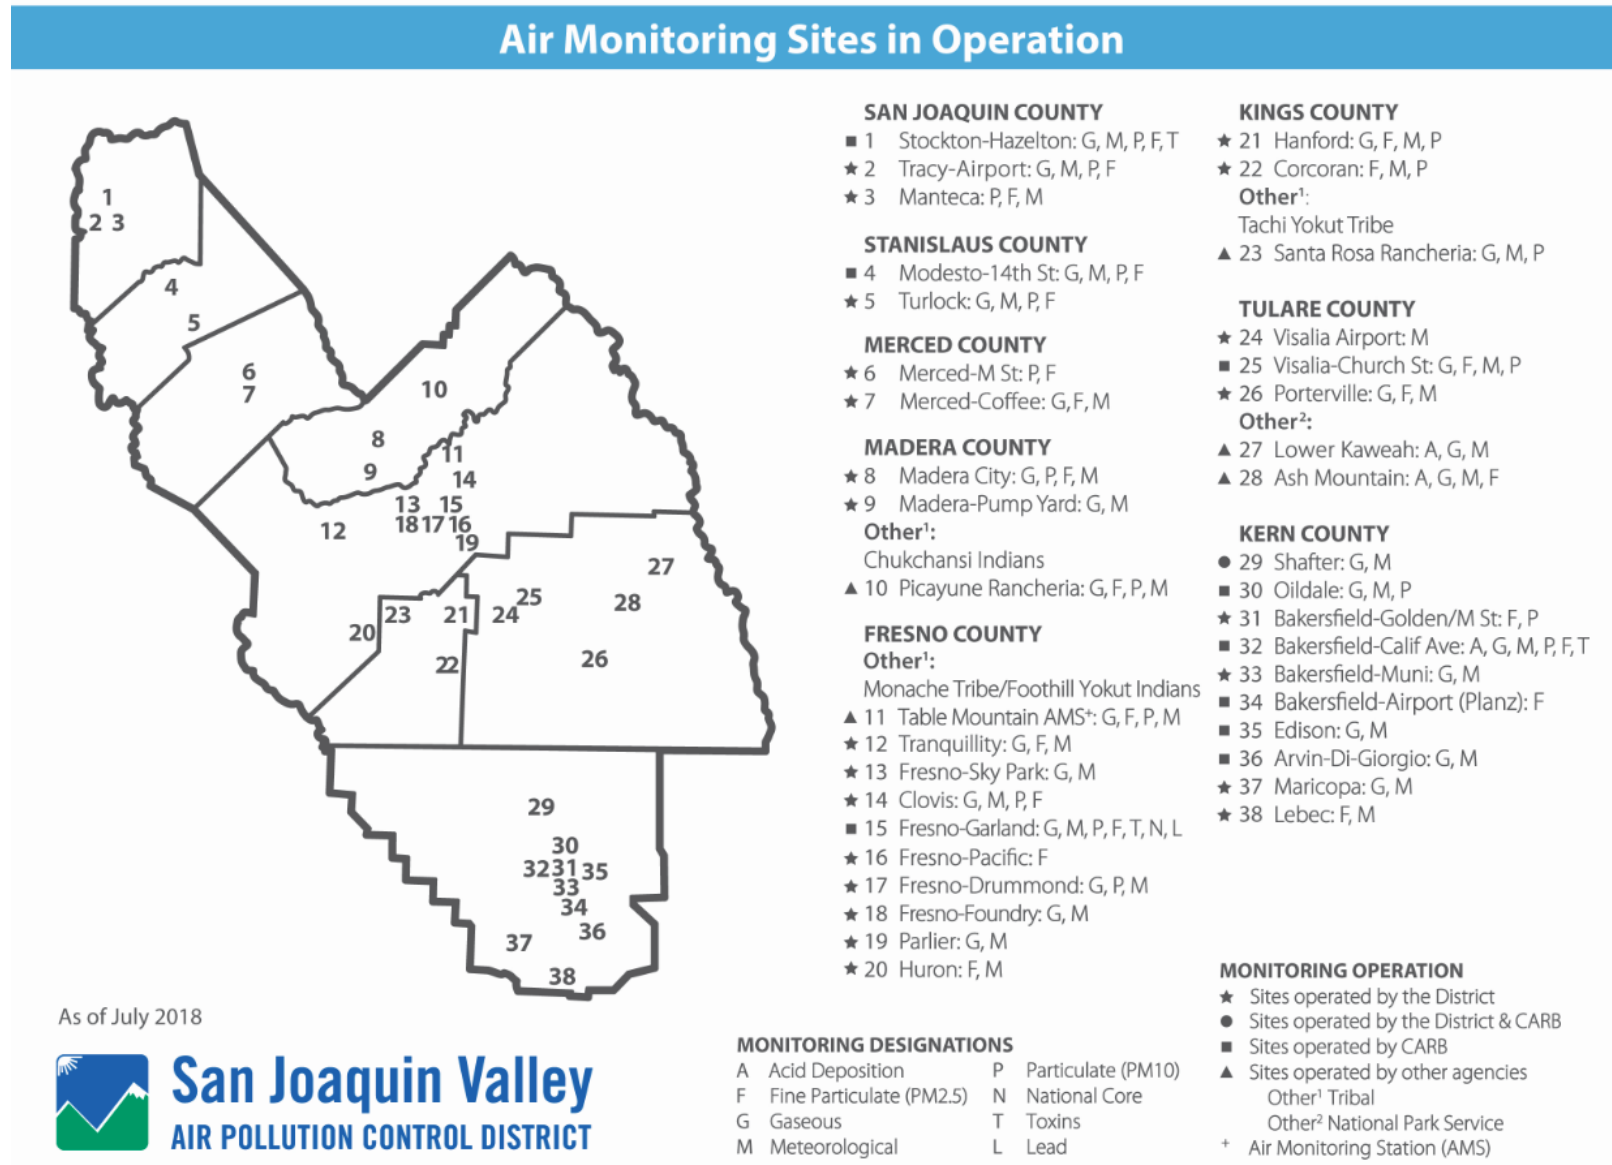 Air Monitoring Sites in Operation
1
2 3
4
5
6
7
10
8
9
11
14
13 15
12
18 17 16
19
27
25
28
23 21 24
20
22
26
29
30
32 31 35
33
34
36
37
38
As of July 2018
San Joaquin Valley
AIR POLLUTION CONTROL DISTRICT
SAN JOAQUIN COUNTY
■ 1 Stockton-Hazelton: G, M, P, F, T
★ 2 Tracy-Airport: G, M, P, F
★ 3 Manteca: P, F, M
STANISLAUS COUNTY
■ 4 Modesto-14th St: G, M, P, F
★ 5 Turlock: G, M, P, F
MERCED COUNTY
★ 6 Merced-M St: P, F
★ 7 Merced-Coffee: G, F, M
MADERA COUNTY
★ 8 Madera City: G, P, F, M
★ 9 Madera-Pump Yard: G, M
Other¹:
Chukchansi Indians
▲ 10 Picayune Rancheria: G, F, P, M
FRESNO COUNTY
Other¹:
Monache Tribe/Foothill Yokut Indians
▲ 11 Table Mountain AMS⁺: G, F, P, M
★ 12 Tranquillity: G, F, M
★ 13 Fresno-Sky Park: G, M
★ 14 Clovis: G, M, P, F
■ 15 Fresno-Garland: G, M, P, F, T, N, L
★ 16 Fresno-Pacific: F
★ 17 Fresno-Drummond: G, P, M
★ 18 Fresno-Foundry: G, M
★ 19 Parlier: G, M
★ 20 Huron: F, M
KINGS COUNTY
★ 21 Hanford: G, F, M, P
★ 22 Corcoran: F, M, P
Other¹:
Tachi Yokut Tribe
▲ 23 Santa Rosa Rancheria: G, M, P
TULARE COUNTY
★ 24 Visalia Airport: M
■ 25 Visalia-Church St: G, F, M, P
★ 26 Porterville: G, F, M
Other²:
▲ 27 Lower Kaweah: A, G, M
▲ 28 Ash Mountain: A, G, M, F
KERN COUNTY
● 29 Shafter: G, M
■ 30 Oildale: G, M, P
★ 31 Bakersfield-Golden/M St: F, P
■ 32 Bakersfield-Calif Ave: A, G, M, P, F, T
★ 33 Bakersfield-Muni: G, M
■ 34 Bakersfield-Airport (Planz): F
■ 35 Edison: G, M
■ 36 Arvin-Di-Giorgio: G, M
★ 37 Maricopa: G, M
★ 38 Lebec: F, M
MONITORING DESIGNATIONS
A Acid Deposition
F Fine Particulate (PM2.5)
G Gaseous
M Meteorological
P Particulate (PM10)
N National Core
T Toxins
L Lead
MONITORING OPERATION
★ Sites operated by the District
● Sites operated by the District & CARB
■ Sites operated by CARB
▲ Sites operated by other agencies
Other¹ Tribal
Other² National Park Service
⁺ Air Monitoring Station (AMS)